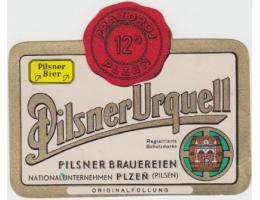 PRAZDROJ
12°
PLZEŇ
Pilsner
Bier
Pilsner Urquell
Registrierte
Schutzmarke
PILSNER BRAUEREIEN
NATIONALUNTERNEHMEN PLZEŇ (PILSEN)
ORIGINALFÜLLUNG